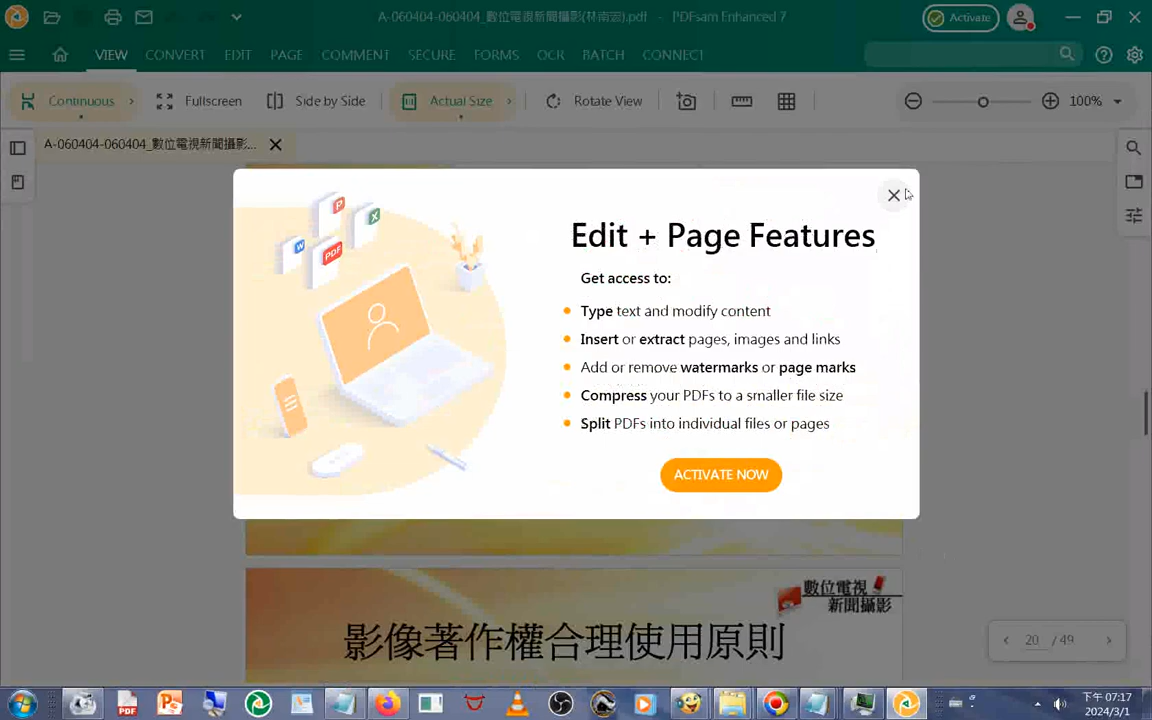 A-060404-060404_數位電視新聞攝影(林南宏).pdf - PDFsam Enhanced 7
Activate
VIEW CONVERT EDIT PAGE COMMENT SECURE FORMS OCR BATCH CONNECT
Continuous Fullscreen Side by Side Actual Size Rotate View 100%
A-060404-060404_數位電視新聞攝影...
Edit + Page Features
Get access to:
Type text and modify content
Insert or extract pages, images and links
Add or remove watermarks or page marks
Compress your PDFs to a smaller file size
Split PDFs into individual files or pages
ACTIVATE NOW
數位電視
新聞攝影
影像著作權合理使用原則
20 / 49
下午 07:17
2024/3/1